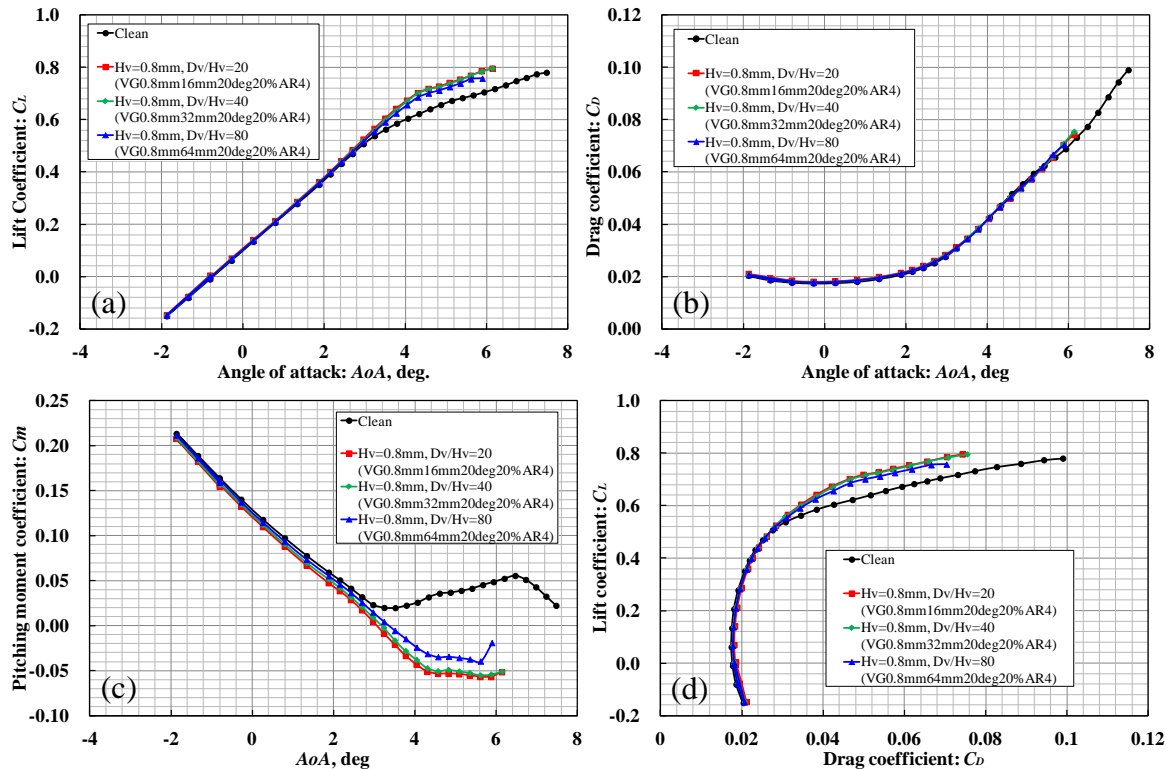 1.0
0.8
0.6
0.4
0.2
0.0
-0.2
Lift Coefficient: CL
Clean
Hv=0.8mm, Dv/Hv=20
(VG0.8mm16mm20deg20%AR4)
Hv=0.8mm, Dv/Hv=40
(VG0.8mm32mm20deg20%AR4)
Hv=0.8mm, Dv/Hv=80
(VG0.8mm64mm20deg20%AR4)
(a)
-4 -2 0 2 4 6 8
Angle of attack: AoA, deg.
0.12
0.10
0.08
0.06
0.04
0.02
0.00
Drag coefficient: CD
Clean
Hv=0.8mm, Dv/Hv=20
(VG0.8mm16mm20deg20%AR4)
Hv=0.8mm, Dv/Hv=40
(VG0.8mm32mm20deg20%AR4)
Hv=0.8mm, Dv/Hv=80
(VG0.8mm64mm20deg20%AR4)
(b)
-4 -2 0 2 4 6 8
Angle of attack: AoA, deg
0.25
0.20
0.15
0.10
0.05
0.00
-0.05
-0.10
Pitching moment coefficient: Cm
Clean
Hv=0.8mm, Dv/Hv=20
(VG0.8mm16mm20deg20%AR4)
Hv=0.8mm, Dv/Hv=40
(VG0.8mm32mm20deg20%AR4)
Hv=0.8mm, Dv/Hv=80
(VG0.8mm64mm20deg20%AR4)
(c)
-4 -2 0 2 4 6 8
AoA, deg
1.0
0.8
0.6
0.4
0.2
0.0
-0.2
Lift coefficient: CL
Clean
Hv=0.8mm, Dv/Hv=20
(VG0.8mm16mm20deg20%AR4)
Hv=0.8mm, Dv/Hv=40
(VG0.8mm32mm20deg20%AR4)
Hv=0.8mm, Dv/Hv=80
(VG0.8mm64mm20deg20%AR4)
(d)
0 0.02 0.04 0.06 0.08 0.1 0.12
Drag coefficient: CD